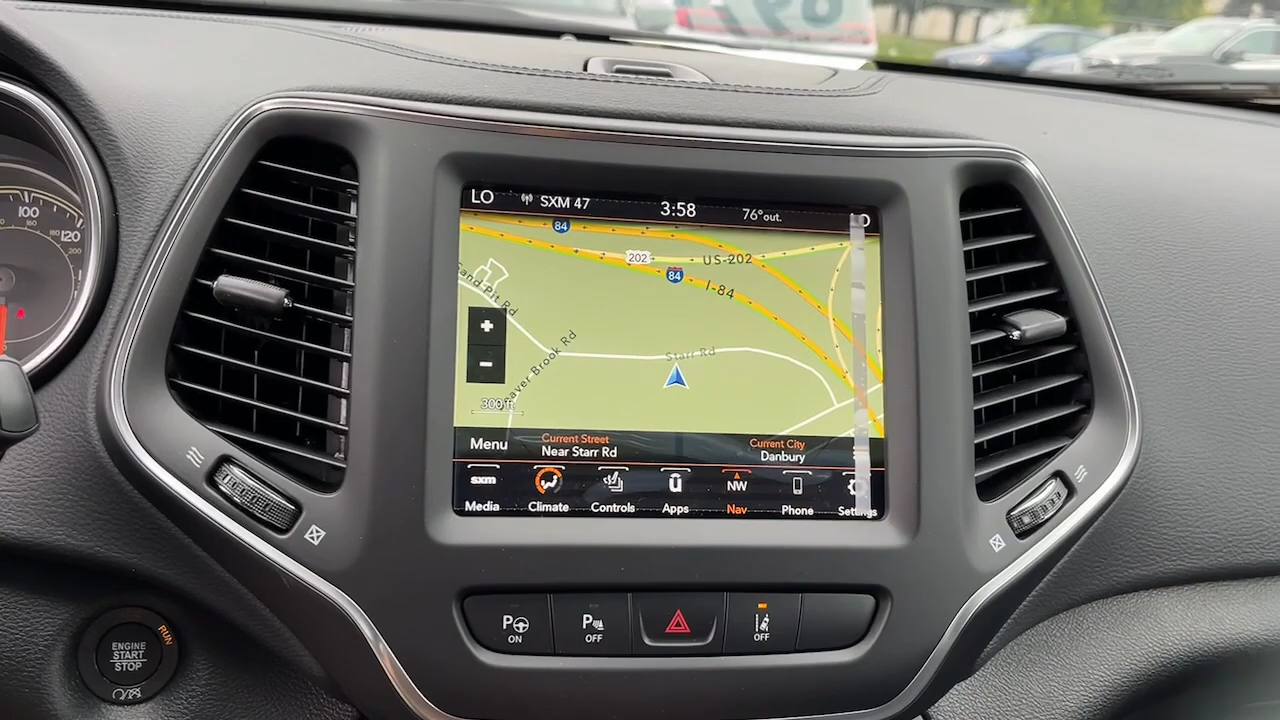 LO
SXM 47
3:58
76° out.
84
202
US-202
84
I-84
Sand Pit Rd
Starr Rd
Beaver Brook Rd
+
-
300 ft
Menu
Current Street
Near Starr Rd
Current City
Danbury
sxm
NW
Media
Climate
Controls
Apps
Nav
Phone
Settings
100
120
P
ON
P
OFF
OFF
ENGINE
START
STOP
RUN